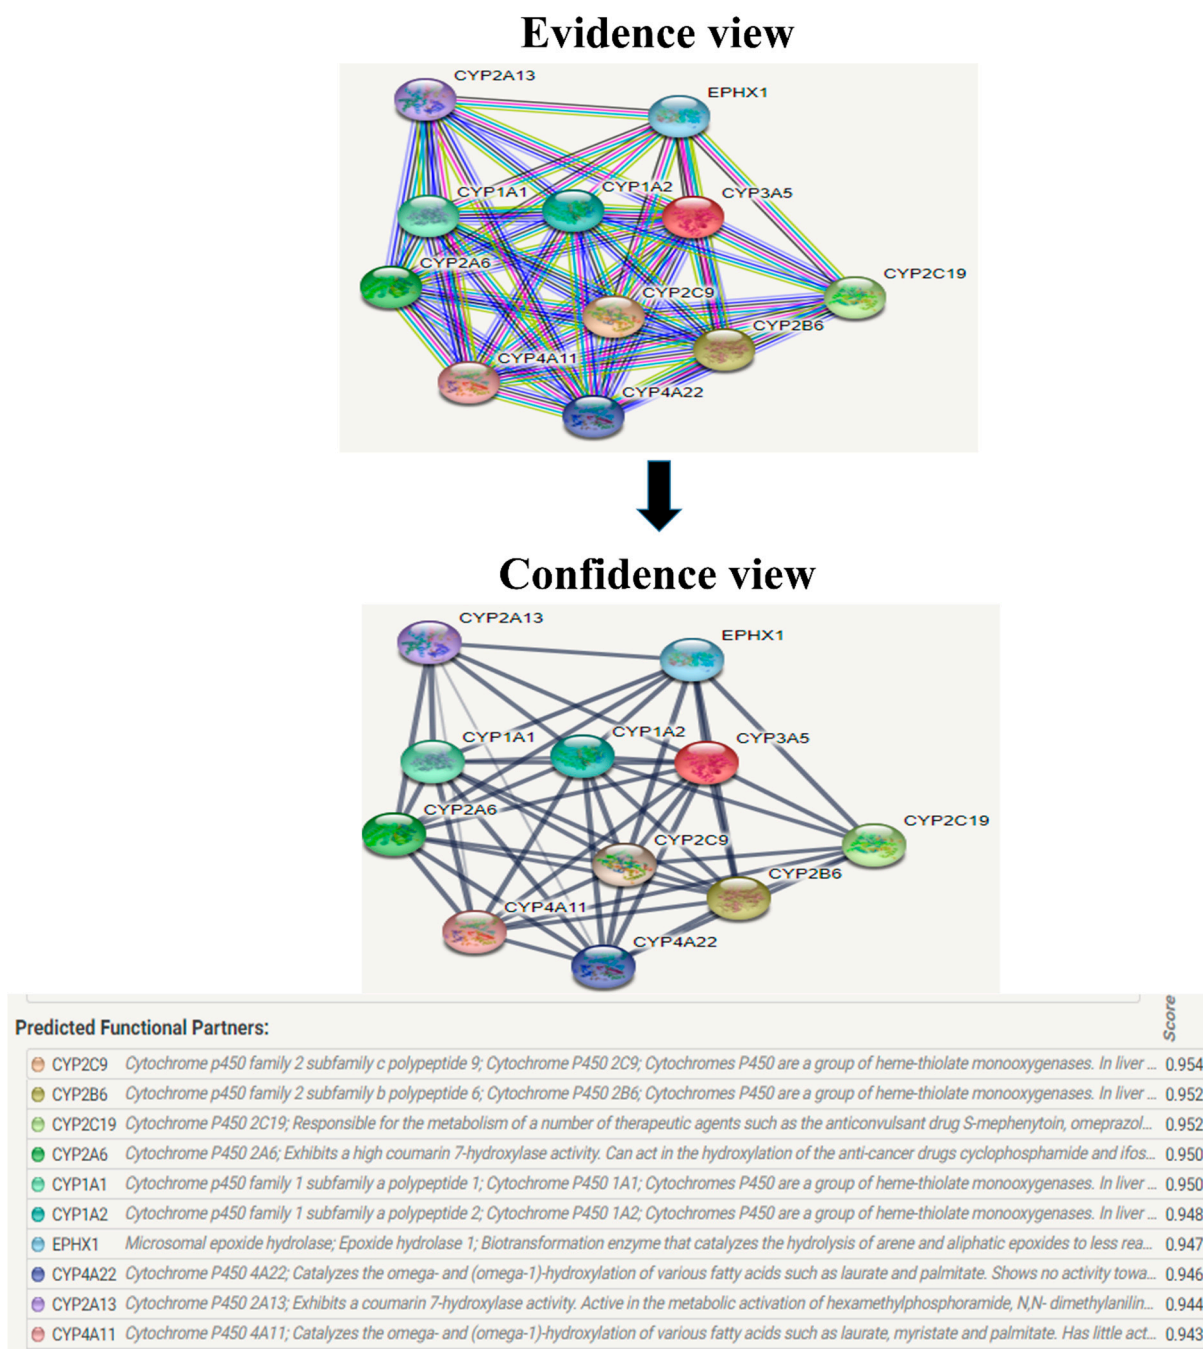 Evidence view
CYP2A13
EPHX1
CYP1A1
CYP1A2
CYP3A5
CYP2A6
CYP2C19
CYP2C9
CYP2B6
CYP4A11
CYP4A22
Confidence view
CYP2A13
EPHX1
CYP1A1
CYP1A2
CYP3A5
CYP2A6
CYP2C19
CYP2C9
CYP2B6
CYP4A11
CYP4A22
Predicted Functional Partners:
Score
CYP2C9 Cytochrome p450 family 2 subfamily c polypeptide 9; Cytochrome P450 2C9; Cytochromes P450 are a group of heme-thiolate monooxygenases. In liver ... 0.954
CYP2B6 Cytochrome p450 family 2 subfamily b polypeptide 6; Cytochrome P450 2B6; Cytochromes P450 are a group of heme-thiolate monooxygenases. In liver ... 0.952
CYP2C19 Cytochrome P450 2C19; Responsible for the metabolism of a number of therapeutic agents such as the anticonvulsant drug S-mephenytoin, omeprazol... 0.952
CYP2A6 Cytochrome P450 2A6; Exhibits a high coumarin 7-hydroxylase activity. Can act in the hydroxylation of the anti-cancer drugs cyclophosphamide and ifos... 0.950
CYP1A1 Cytochrome p450 family 1 subfamily a polypeptide 1; Cytochrome P450 1A1; Cytochromes P450 are a group of heme-thiolate monooxygenases. In liver ... 0.950
CYP1A2 Cytochrome p450 family 1 subfamily a polypeptide 2; Cytochrome P450 1A2; Cytochromes P450 are a group of heme-thiolate monooxygenases. In liver ... 0.948
EPHX1 Microsomal epoxide hydrolase; Epoxide hydrolase 1; Biotransformation enzyme that catalyzes the hydrolysis of arene and aliphatic epoxides to less rea... 0.947
CYP4A22 Cytochrome P450 4A22; Catalyzes the omega- and (omega-1)-hydroxylation of various fatty acids such as laurate and palmitate. Shows no activity towa... 0.946
CYP2A13 Cytochrome P450 2A13; Exhibits a coumarin 7-hydroxylase activity. Active in the metabolic activation of hexamethylphosphoramide, N,N- dimethylanilin... 0.944
CYP4A11 Cytochrome P450 4A11; Catalyzes the omega- and (omega-1)-hydroxylation of various fatty acids such as laurate, myristate and palmitate. Has little act... 0.943